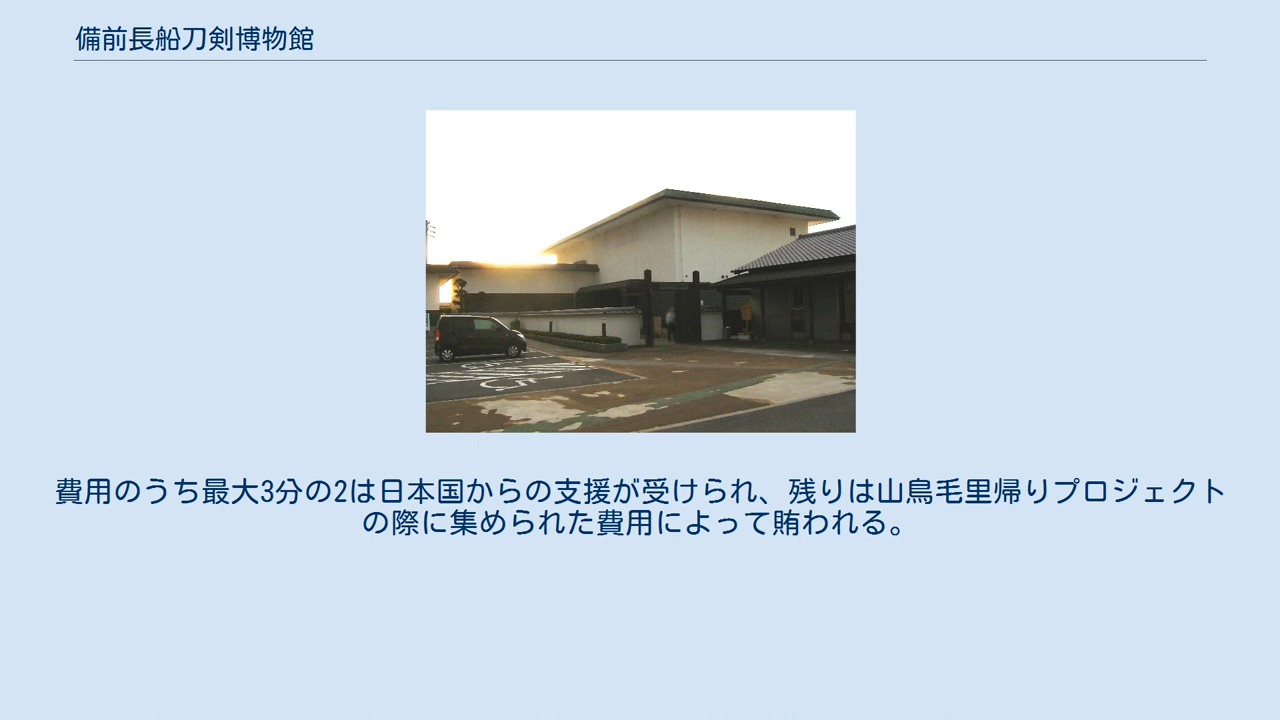 備前長船刀剣博物館
費用のうち最大3分の2は日本国からの支援が受けられ、残りは山鳥毛里帰りプロジェクト
の際に集められた費用によって賄われる。